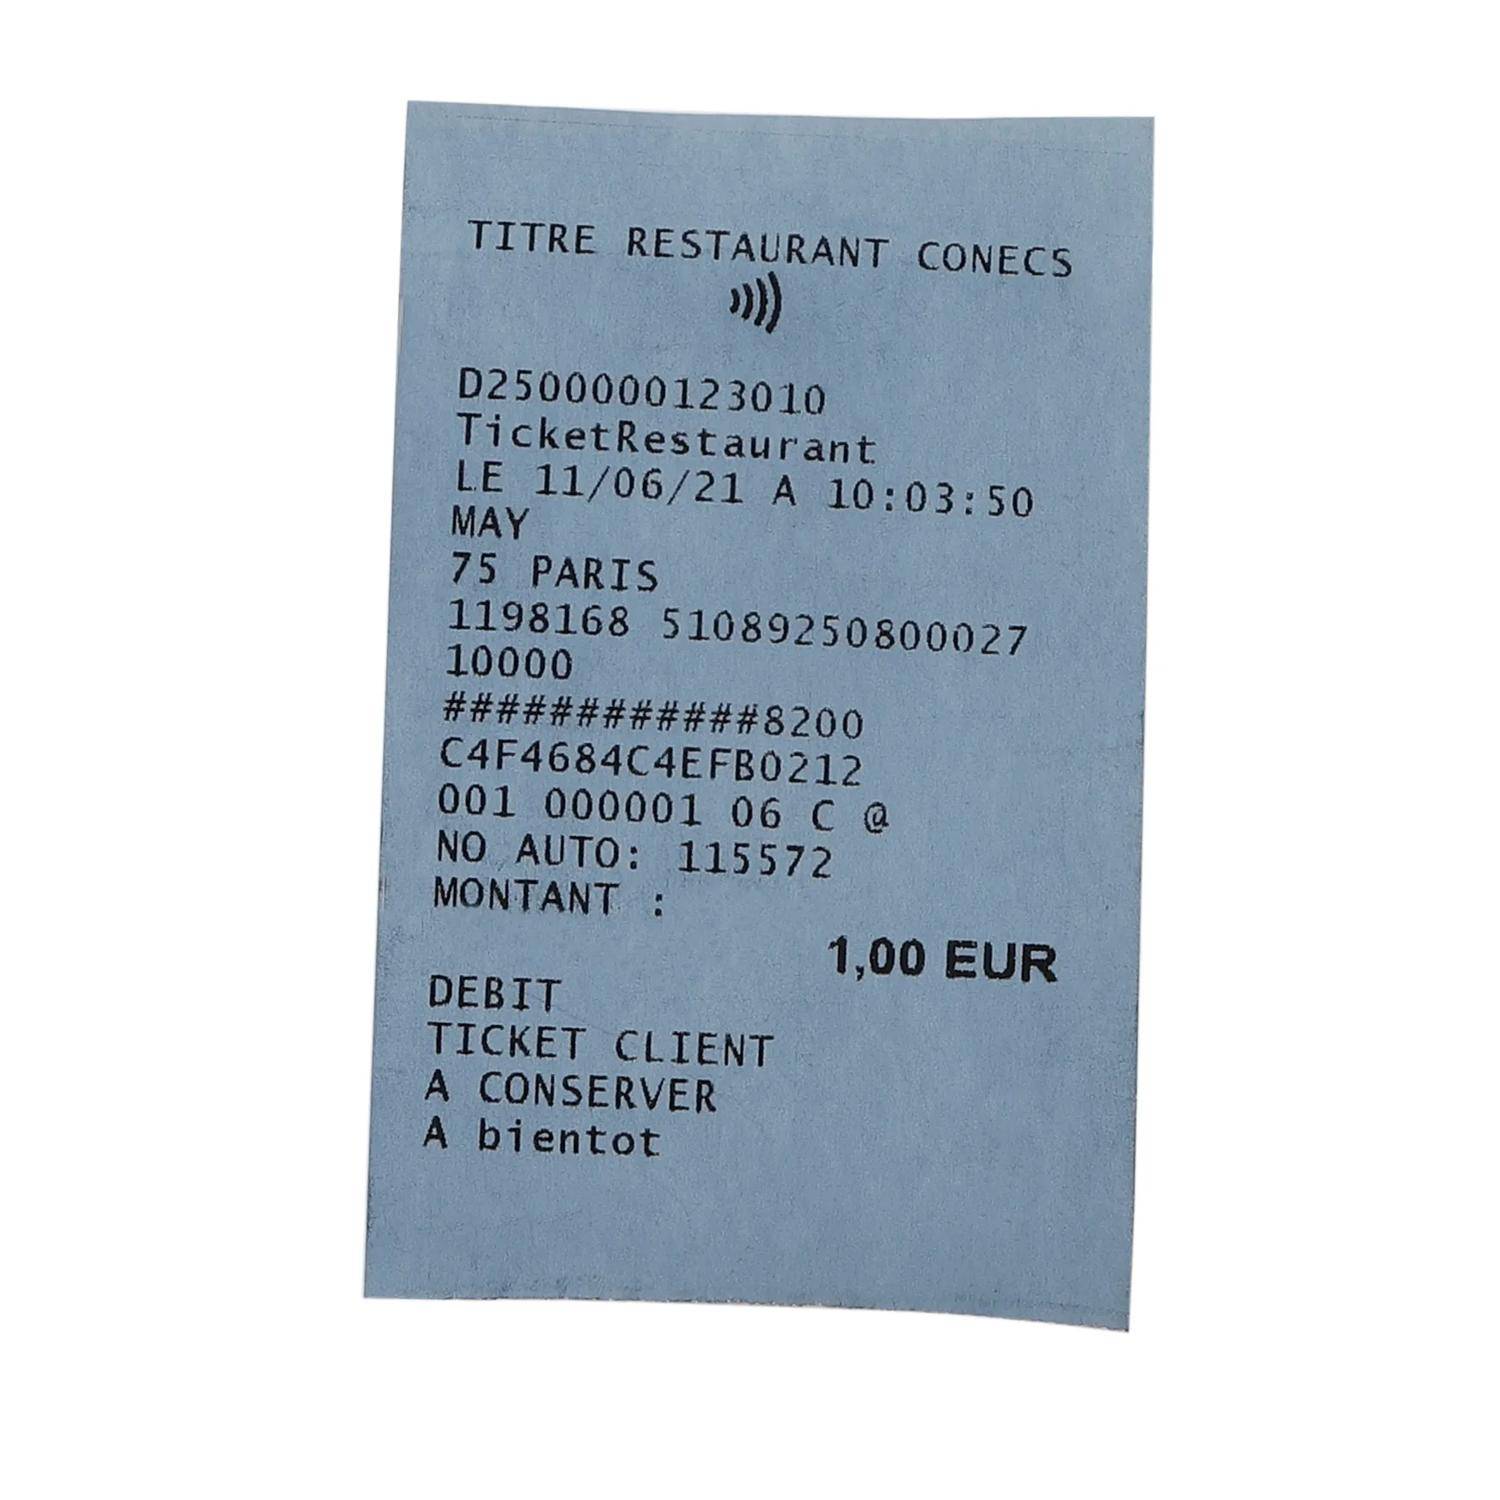 TITRE RESTAURANT CONECS
D2500000123010
TicketRestaurant
LE 11/06/21 A 10:03:50
MAY
75 PARIS
1198168 51089250800027
10000
############8200
C4F4684C4EFB0212
001 000001 06 C @
NO AUTO: 115572
MONTANT :
1,00 EUR
DEBIT
TICKET CLIENT
A CONSERVER
A bientot